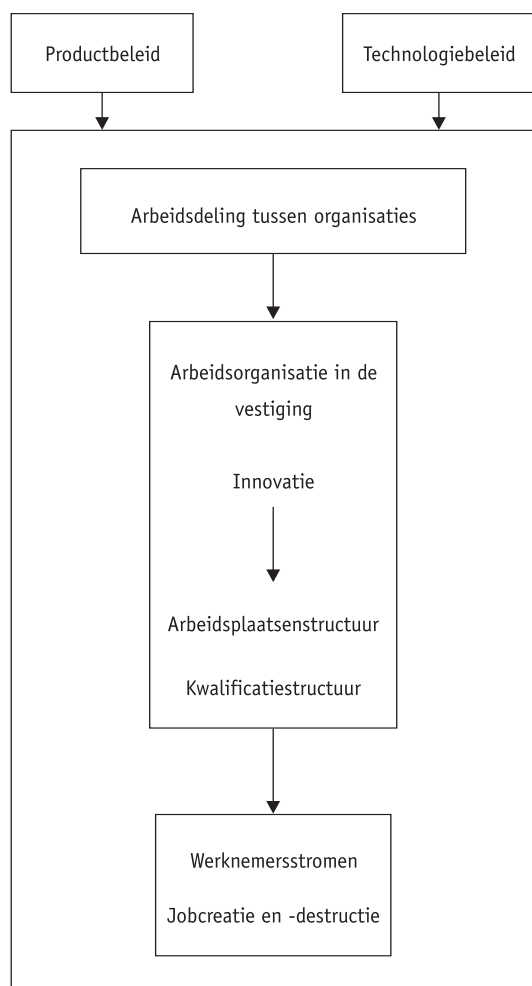 Productbeleid
Technologiebeleid
Arbeidsdeling tussen organisaties
Arbeidsorganisatie in de
vestiging
Innovatie
Arbeidsplaatsenstructuur
Kwalificatiestructuur
Werknemersstromen
Jobcreatie en -destructie